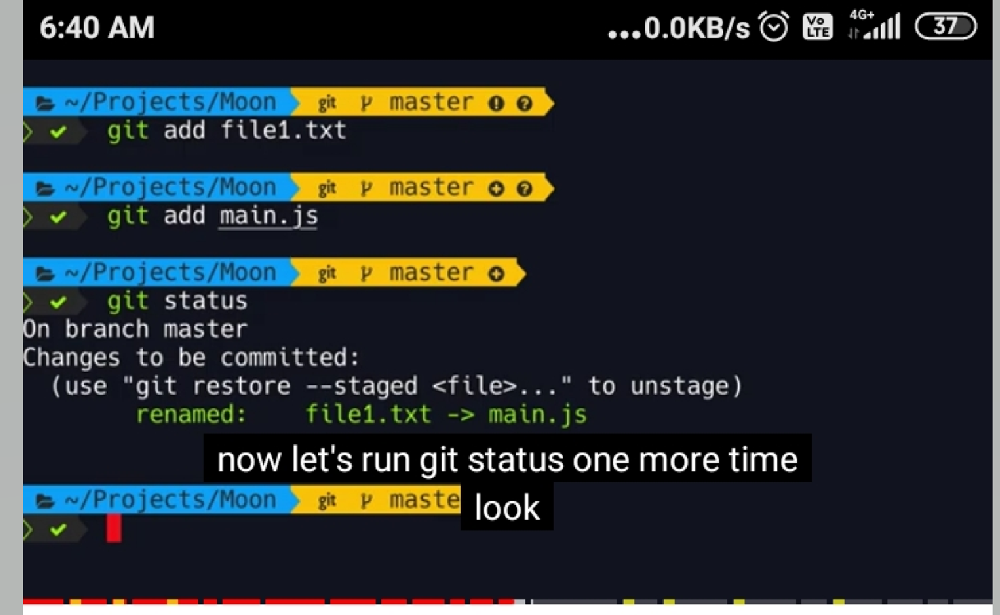 6:40 AM ...0.0KB/s Vo LTE 4G+ 37
~/Projects/Moon git master
git add file1.txt
~/Projects/Moon git master
git add main.js
~/Projects/Moon git master
git status
On branch master
Changes to be committed:
(use "git restore --staged <file>..." to unstage)
renamed: file1.txt -> main.js
now let's run git status one more time
~/Projects/Moon git maste
look